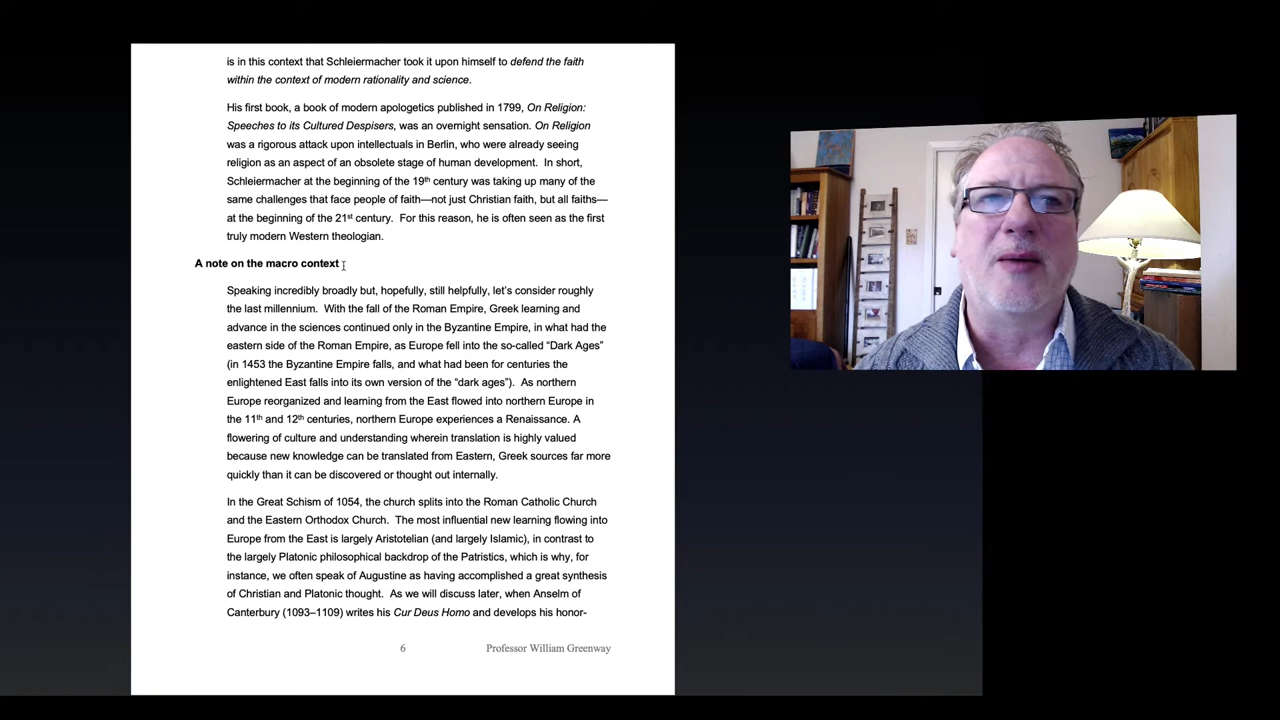 is in this context that Schleiermacher took it upon himself to defend the faith
within the context of modern rationality and science.
His first book, a book of modern apologetics published in 1799, On Religion:
Speeches to its Cultured Despisers, was an overnight sensation. On Religion
was a rigorous attack upon intellectuals in Berlin, who were already seeing
religion as an aspect of an obsolete stage of human development. In short,
Schleiermacher at the beginning of the 19th century was taking up many of the
same challenges that face people of faith—not just Christian faith, but all faiths—
at the beginning of the 21st century. For this reason, he is often seen as the first
truly modern Western theologian.
A note on the macro context
Speaking incredibly broadly but, hopefully, still helpfully, let's consider roughly
the last millennium. With the fall of the Roman Empire, Greek learning and
advance in the sciences continued only in the Byzantine Empire, in what had the
eastern side of the Roman Empire, as Europe fell into the so-called “Dark Ages”
(in 1453 the Byzantine Empire falls, and what had been for centuries the
enlightened East falls into its own version of the “dark ages”). As northern
Europe reorganized and learning from the East flowed into northern Europe in
the 11th and 12th centuries, northern Europe experiences a Renaissance. A
flowering of culture and understanding wherein translation is highly valued
because new knowledge can be translated from Eastern, Greek sources far more
quickly than it can be discovered or thought out internally.
In the Great Schism of 1054, the church splits into the Roman Catholic Church
and the Eastern Orthodox Church. The most influential new learning flowing into
Europe from the East is largely Aristotelian (and largely Islamic), in contrast to
the largely Platonic philosophical backdrop of the Patristics, which is why, for
instance, we often speak of Augustine as having accomplished a great synthesis
of Christian and Platonic thought. As we will discuss later, when Anselm of
Canterbury (1093–1109) writes his Cur Deus Homo and develops his honor-
6 Professor William Greenway